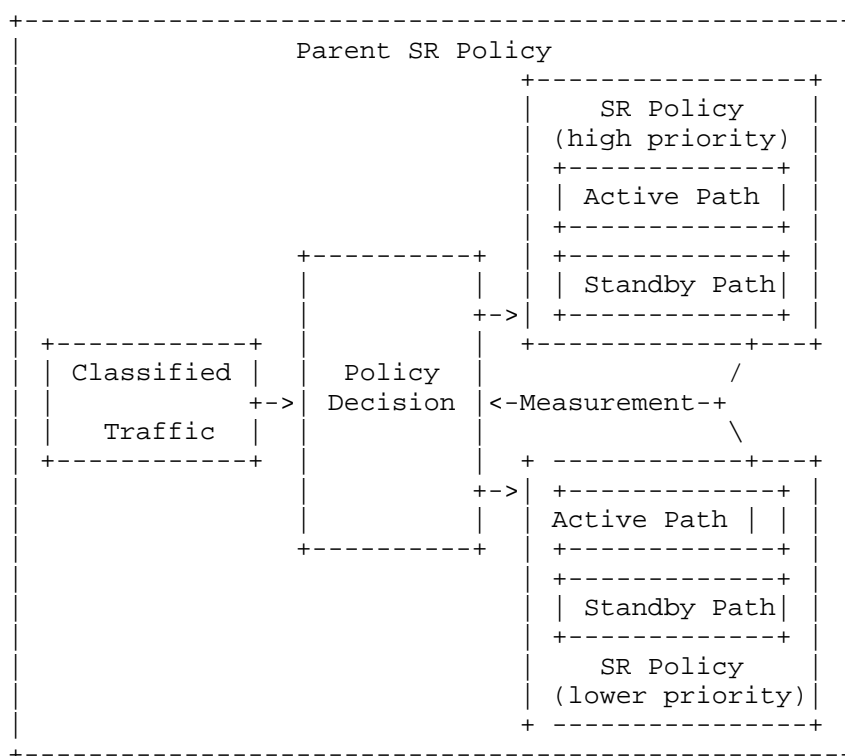 Parent SR Policy
SR Policy
(high priority)
Active Path
Standby Path
Classified
Traffic
Policy
Decision
<-Measurement-+
Active Path
Standby Path
SR Policy
(lower priority)